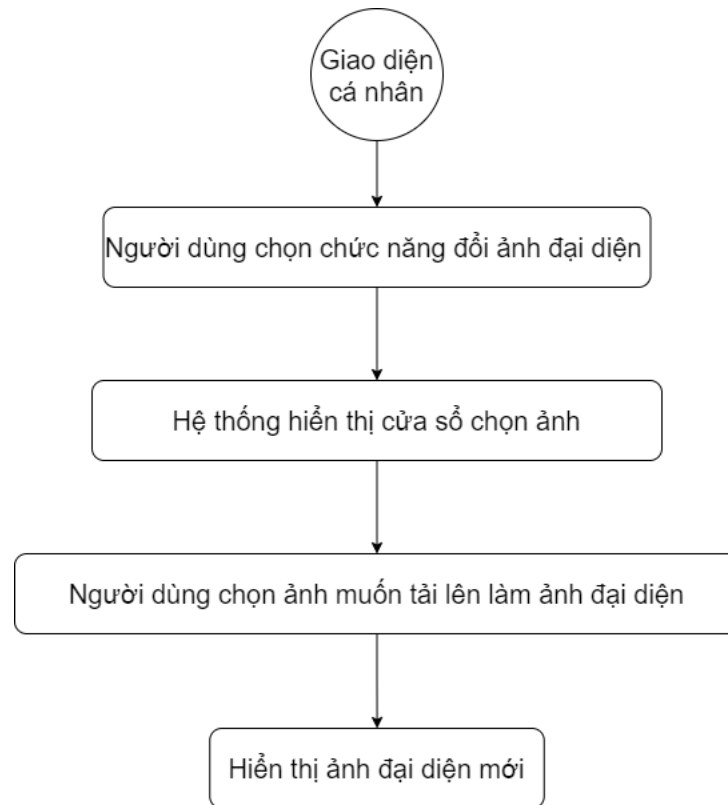 Giao diện
cá nhân
Người dùng chọn chức năng đổi ảnh đại diện
Hệ thống hiển thị cửa sổ chọn ảnh
Người dùng chọn ảnh muốn tải lên làm ảnh đại diện
Hiển thị ảnh đại diện mới